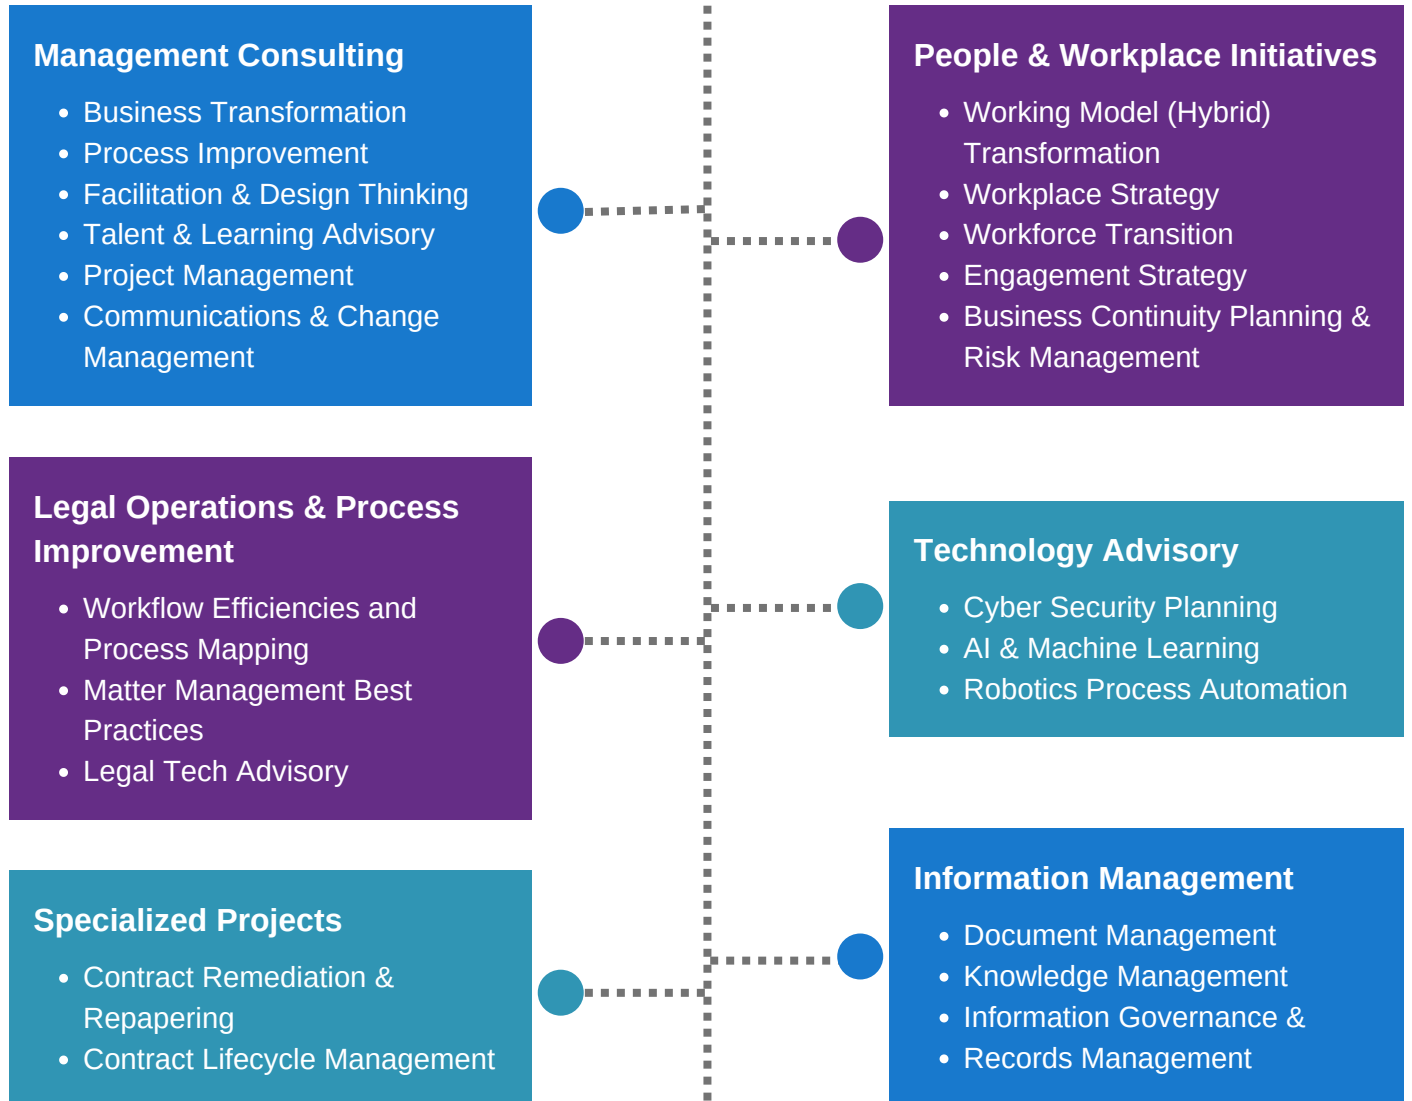 Management Consulting
Business Transformation
Process Improvement
Facilitation & Design Thinking
Talent & Learning Advisory
Project Management
Communications & Change
Management
People & Workplace Initiatives
Working Model (Hybrid)
Transformation
Workplace Strategy
Workforce Transition
Engagement Strategy
Business Continuity Planning &
Risk Management
Legal Operations & Process
Improvement
Workflow Efficiencies and
Process Mapping
Matter Management Best
Practices
Legal Tech Advisory
Technology Advisory
Cyber Security Planning
AI & Machine Learning
Robotics Process Automation
Specialized Projects
Contract Remediation &
Repapering
Contract Lifecycle Management
Information Management
Document Management
Knowledge Management
Information Governance &
Records Management